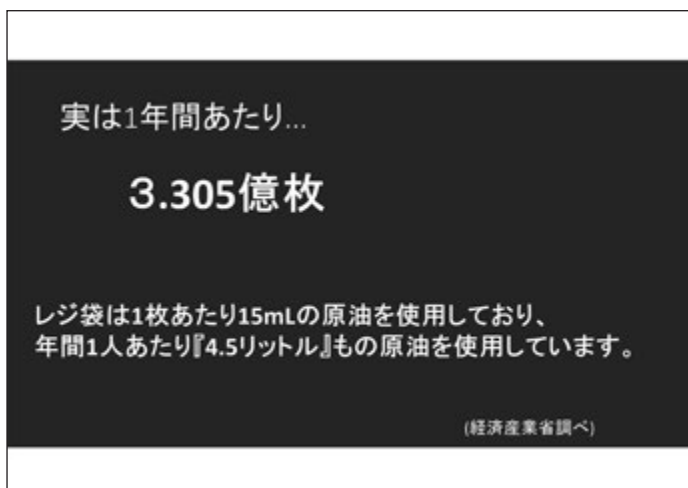 実は1年間あたり...
３.305億枚
レジ袋は1枚あたり15mLの原油を使用しており、
年間1人あたり『4.5リットル』もの原油を使用しています。
(経済産業省調べ)